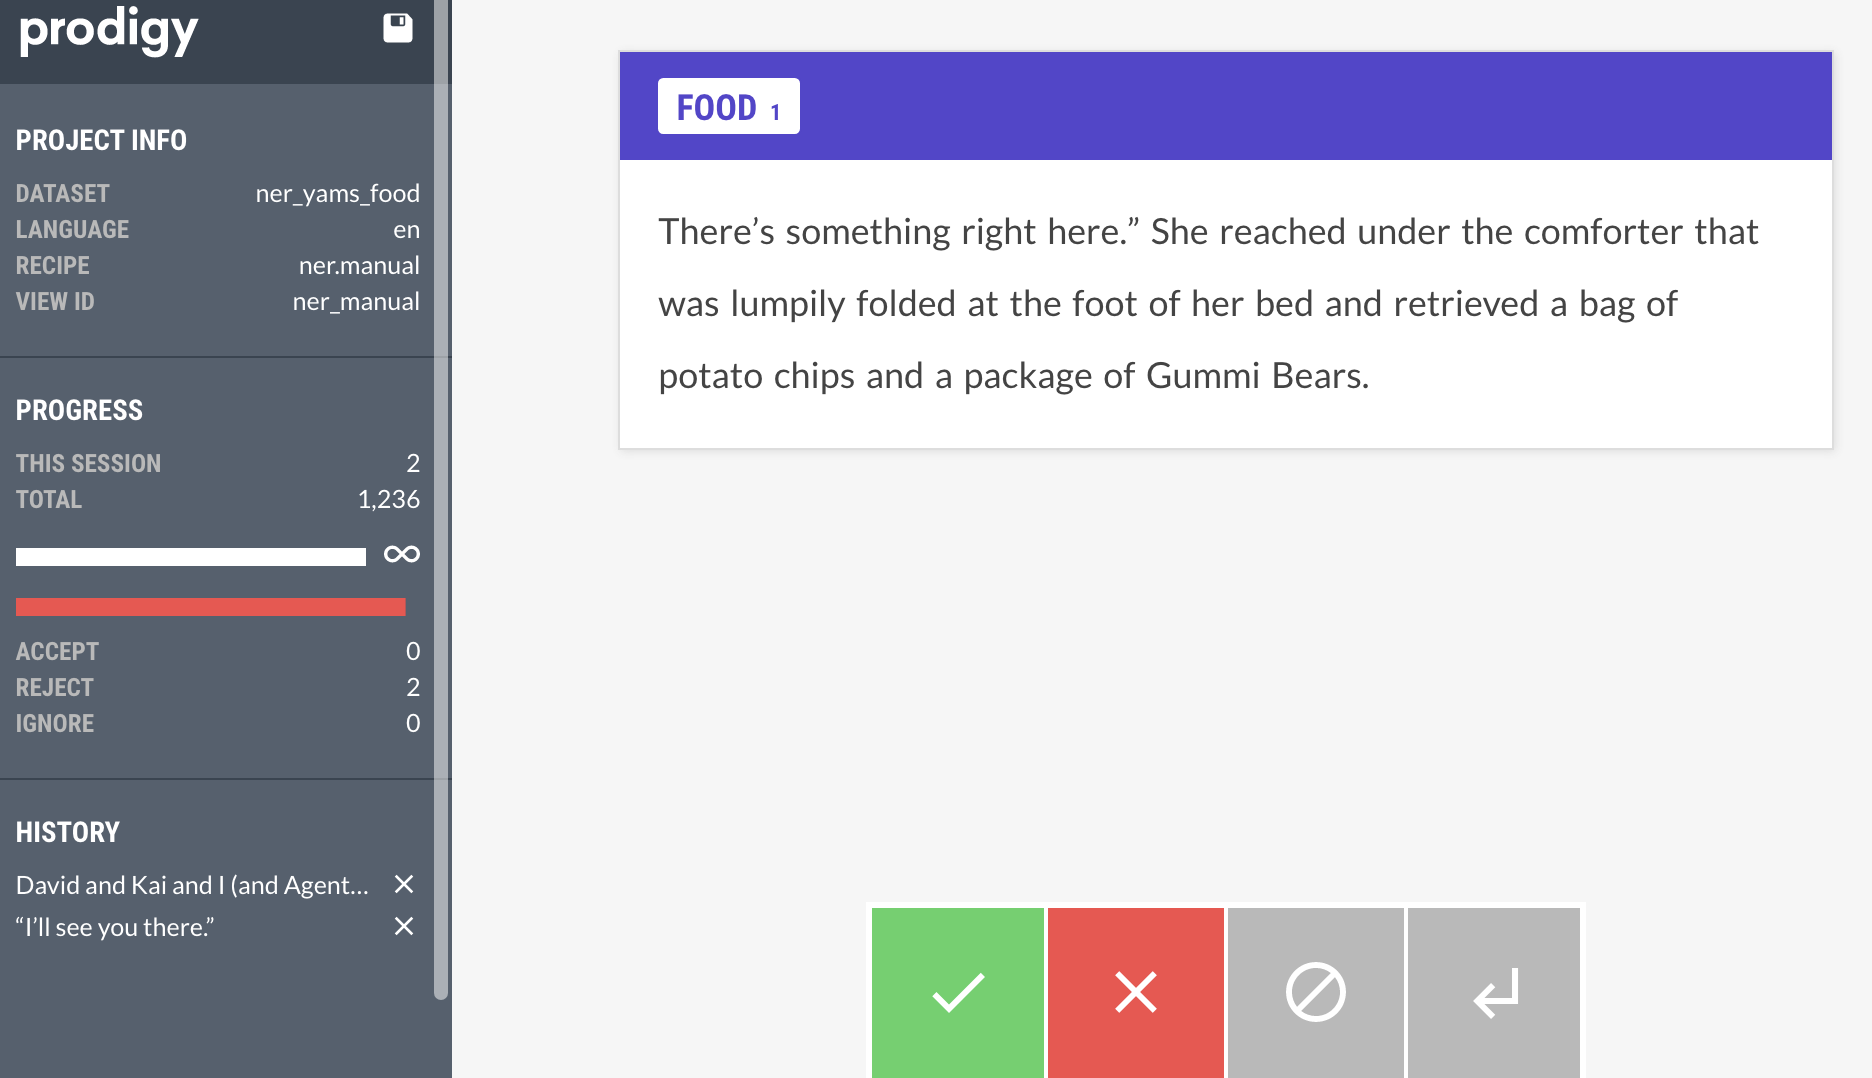 prodigy
PROJECT INFO
DATASET ner_yams_food
LANGUAGE en
RECIPE ner.manual
VIEW ID ner_manual
PROGRESS
THIS SESSION 2
TOTAL 1,236
∞
ACCEPT 0
REJECT 2
IGNORE 0
HISTORY
David and Kai and I (and Agent...
“I’ll see you there.”
FOOD 1
There’s something right here.” She reached under the comforter that
was lumpily folded at the foot of her bed and retrieved a bag of
potato chips and a package of Gummi Bears.